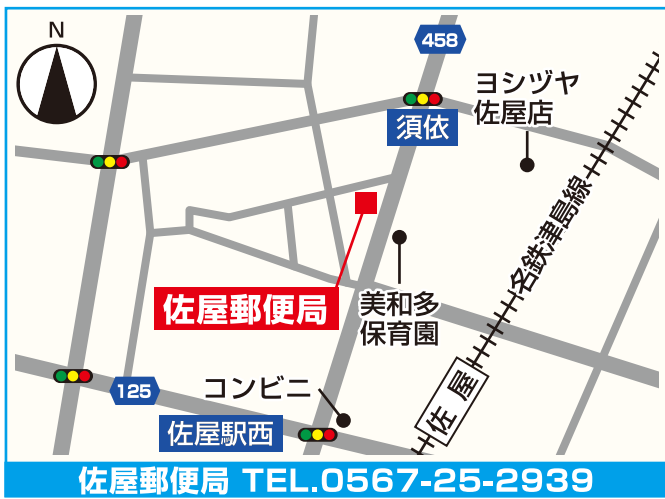 N
458
ヨシヅヤ
佐屋店
須依
名鉄津島線
佐屋郵便局
美和多
保育園
コンビニ
125
佐屋
佐屋駅西
佐屋郵便局 TEL.0567-25-2939